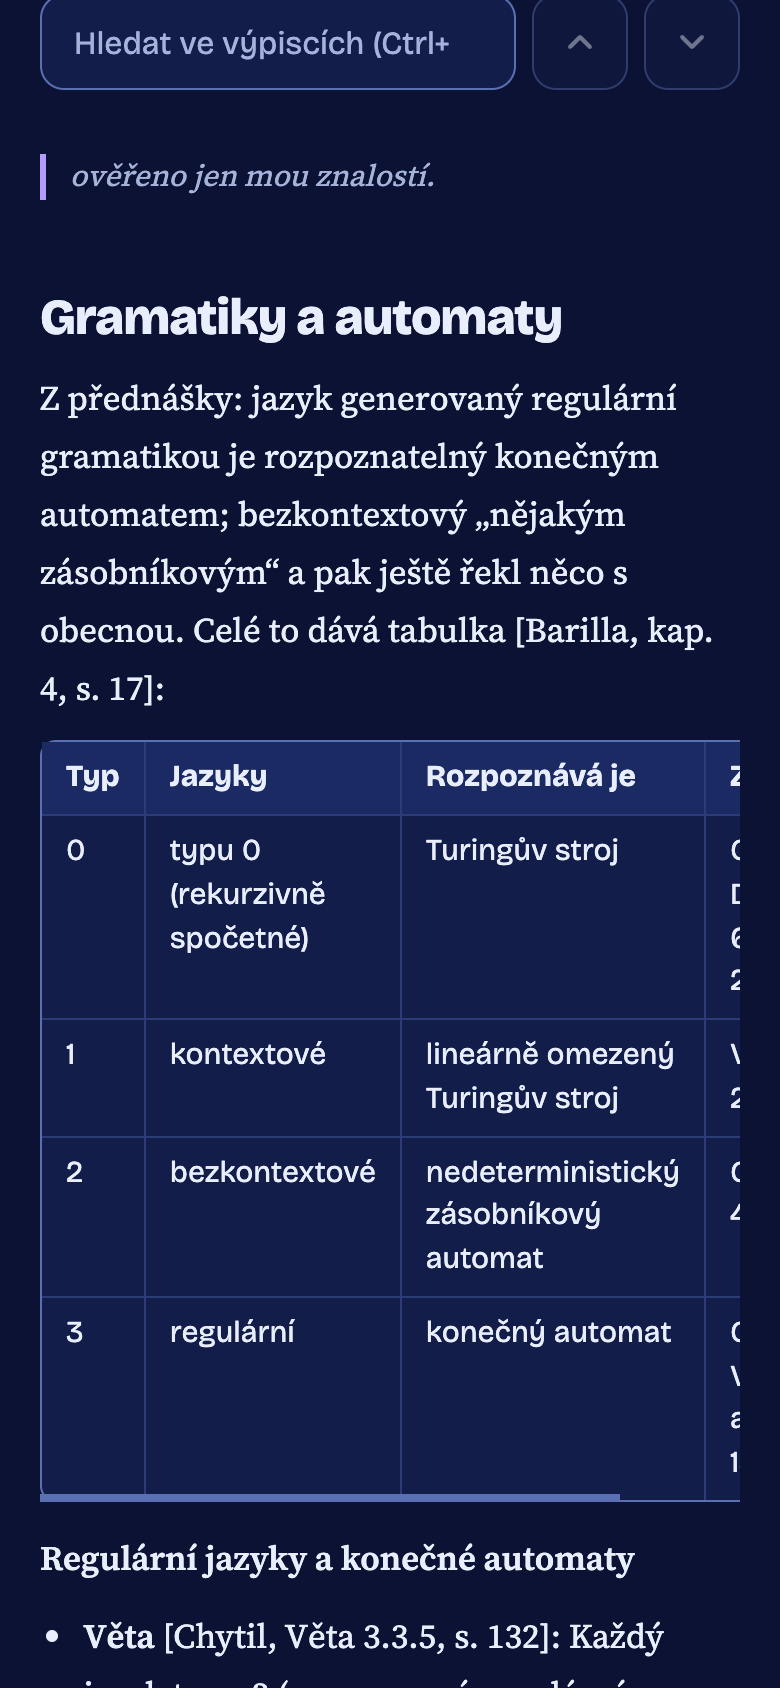 Hledat ve výpiscích (Ctrl+
ověřeno jen mou znalostí.
Gramatiky a automaty
Z přednášky: jazyk generovaný regulární
gramatikou je rozpoznatelný konečným
automatem; bezkontextový „nějakým
zásobníkovým“ a pak ještě řekl něco s
obecnou. Celé to dává tabulka [Barilla, kap.
4, s. 17]:
Typ Jazyky Rozpoznává je
0 typu 0 Turingův stroj
(rekurzivně
spočetné)
1 kontextové lineárně omezený
Turingův stroj
2 bezkontextové nedeterministický
zásobníkový
automat
3 regulární konečný automat
Regulární jazyky a konečné automaty
• Věta [Chytil, Věta 3.3.5, s. 132]: Každý